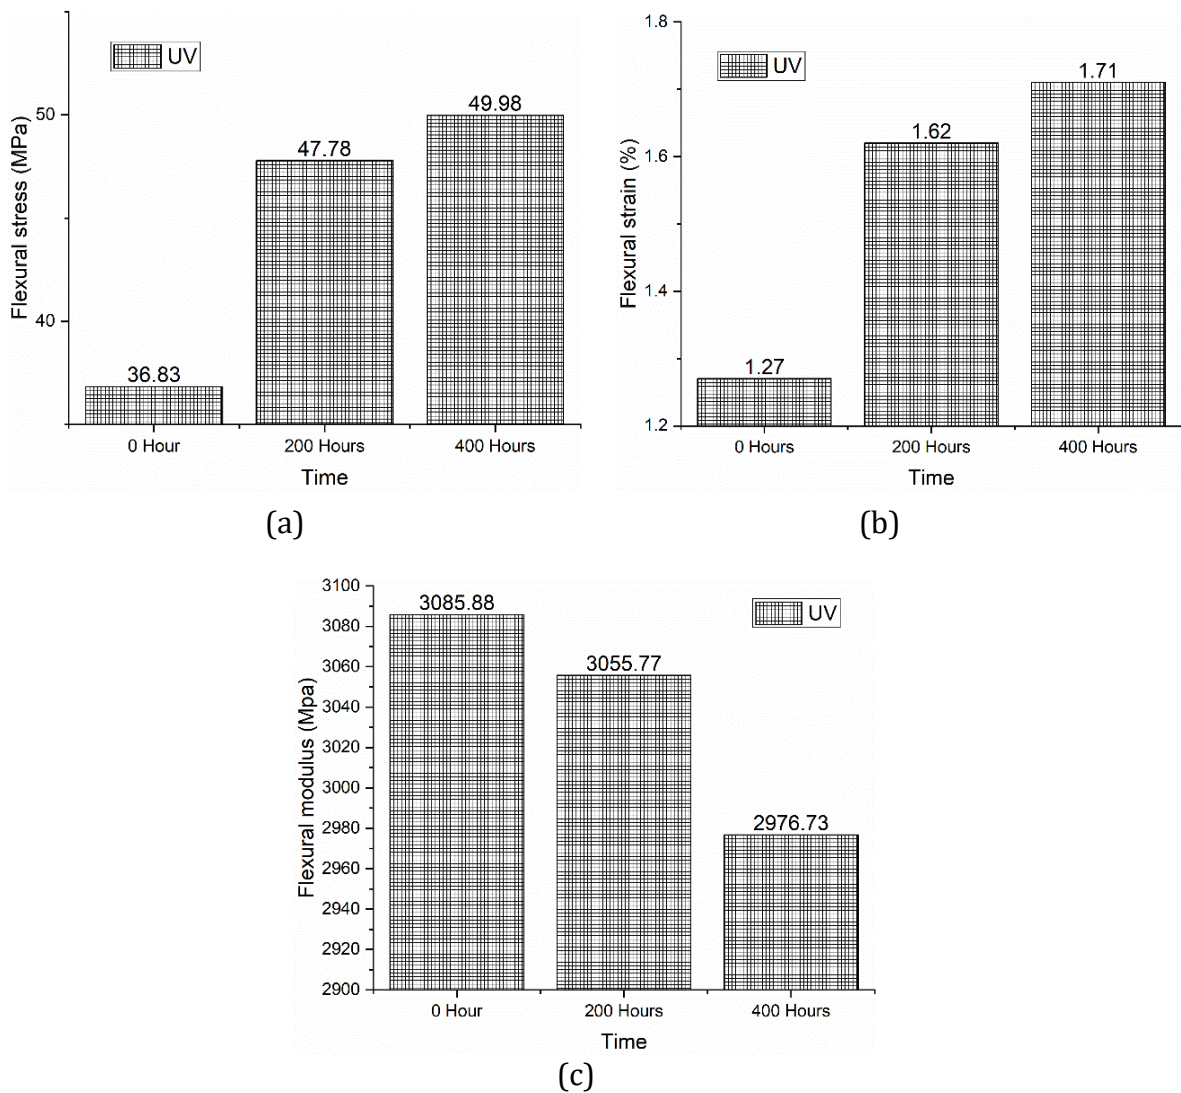 UV
Flexural stress (MPa)
50
40
36.83
47.78
49.98
0 Hour
200 Hours
400 Hours
Time
(a)
UV
Flexural strain (%)
1.8
1.6
1.4
1.2
1.27
1.62
1.71
0 Hours
200 Hours
400 Hours
Time
(b)
UV
Flexural modulus (Mpa)
3100
3080
3060
3040
3020
3000
2980
2960
2940
2920
2900
3085.88
3055.77
2976.73
0 Hour
200 Hours
400 Hours
Time
(c)